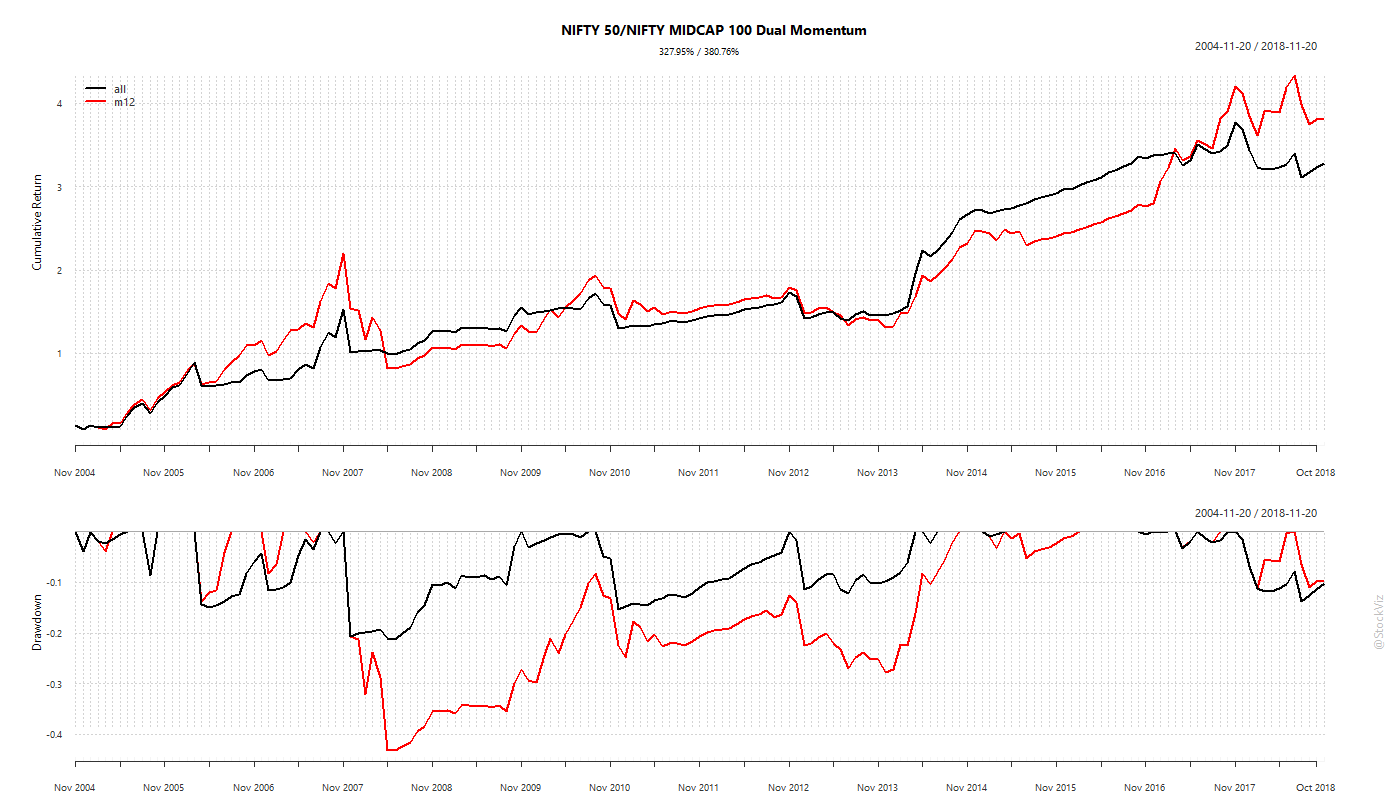 NIFTY 50/NIFTY MIDCAP 100 Dual Momentum
327.95% / 380.76%
2004-11-20 / 2018-11-20
all
m12
Cumulative Return
4
3
2
1
Nov 2004 Nov 2005 Nov 2006 Nov 2007 Nov 2008 Nov 2009 Nov 2010 Nov 2011 Nov 2012 Nov 2013 Nov 2014 Nov 2015 Nov 2016 Nov 2017 Oct 2018
2004-11-20 / 2018-11-20
Drawdown
-0.1
-0.2
-0.3
-0.4
Nov 2004 Nov 2005 Nov 2006 Nov 2007 Nov 2008 Nov 2009 Nov 2010 Nov 2011 Nov 2012 Nov 2013 Nov 2014 Nov 2015 Nov 2016 Nov 2017 Oct 2018
@StockViz